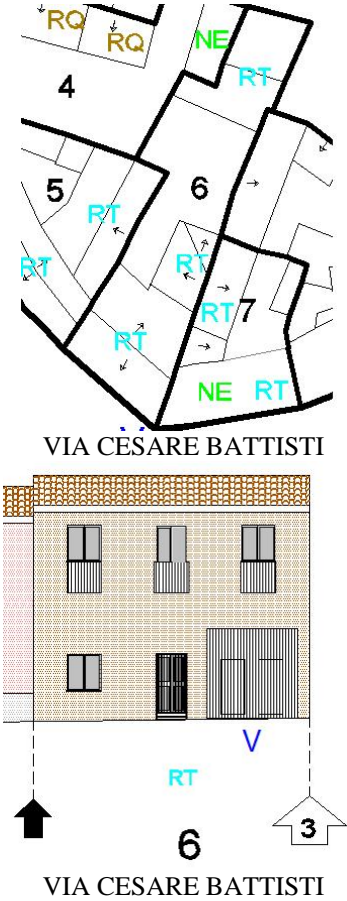 RQ
RQ
NE
4
RT
5
6
RT
RT
RT
RT
7
RT
NE RT
V
VIA CESARE BATTISTI
V
RT
3
6
VIA CESARE BATTISTI